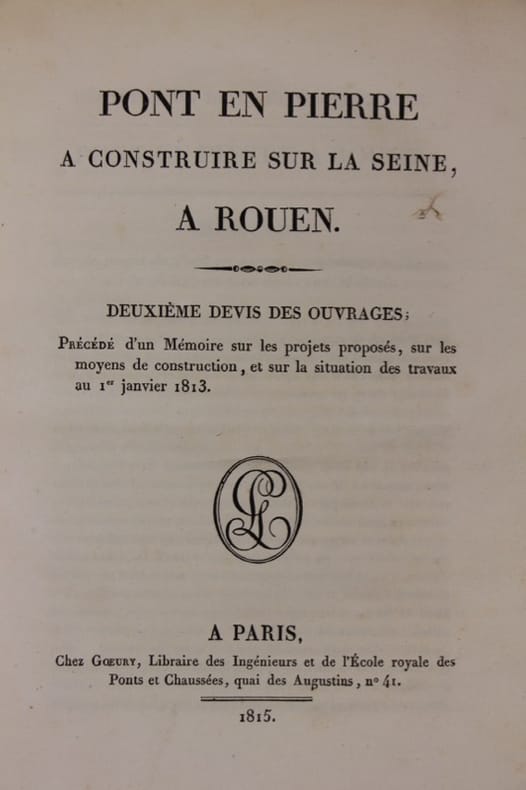 PONT EN PIERRE
A CONSTRUIRE SUR LA SEINE,
A ROUEN.
DEUXIÈME DEVIS DES OUVRAGES;
PRÉCÉDÉ d'un Mémoire sur les projets proposés, sur les
moyens de construction, et sur la situation des travaux
au 1er janvier 1813.
A PARIS,
Chez GŒURY, Libraire des Ingénieurs et de l'École royale des
Ponts et Chaussées, quai des Augustins, nº 41.
1815.